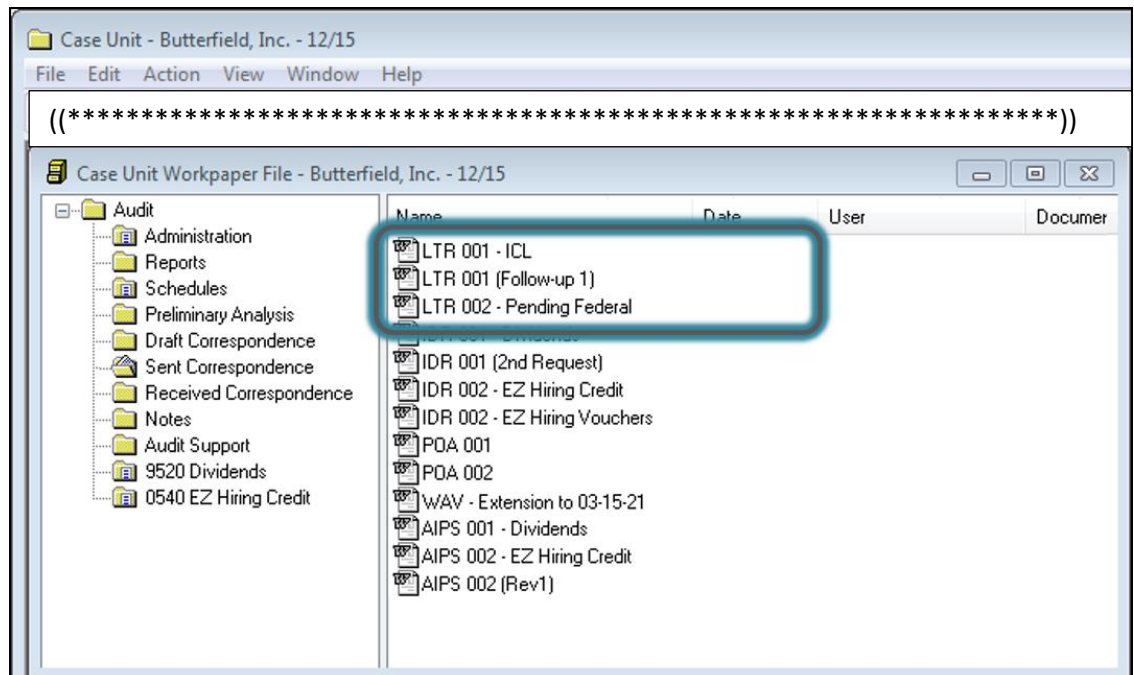 Case Unit - Butterfield, Inc. - 12/15
File Edit Action View Window Help
((********************************************************************))
Case Unit Workpaper File - Butterfield, Inc. - 12/15
Audit
Administration
Reports
Schedules
Preliminary Analysis
Draft Correspondence
Sent Correspondence
Received Correspondence
Notes
Audit Support
9520 Dividends
0540 EZ Hiring Credit
Name Date User Documer
LTR 001 - ICL
LTR 001 (Follow-up 1)
LTR 002 - Pending Federal
IDR 001 - Dividends
IDR 001 (2nd Request)
IDR 002 - EZ Hiring Credit
IDR 002 - EZ Hiring Vouchers
POA 001
POA 002
WAV - Extension to 03-15-21
AIPS 001 - Dividends
AIPS 002 - EZ Hiring Credit
AIPS 002 (Rev1)